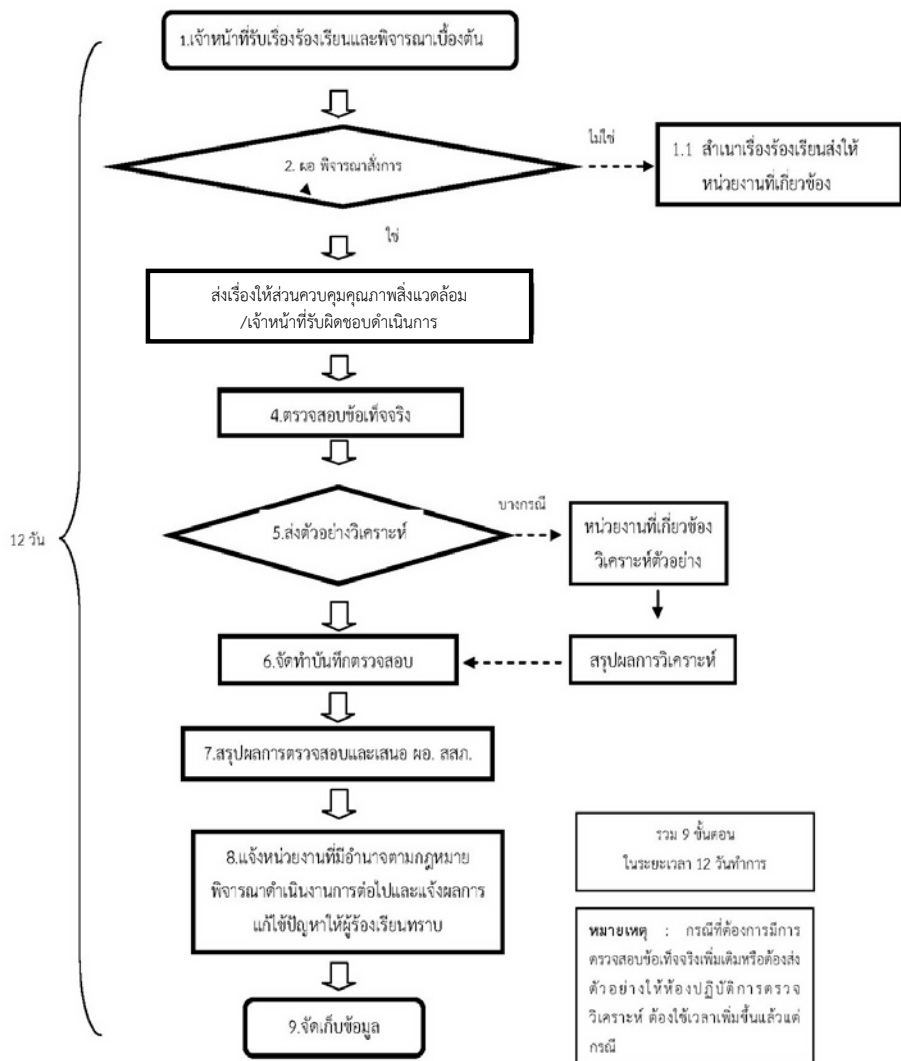 1.เจ้าหน้าที่รับเรื่องร้องเรียนและพิจารณาเบื้องต้น
ไม่ใช่
2. ผอ พิจารณาสั่งการ
1.1 สำเนาเรื่องร้องเรียนส่งให้
หน่วยงานที่เกี่ยวข้อง
ใช่
ส่งเรื่องให้ส่วนควบคุมคุณภาพสิ่งแวดล้อม
/เจ้าหน้าที่รับผิดชอบดำเนินการ
4.ตรวจสอบข้อเท็จจริง
บางกรณี
5.ส่งตัวอย่างวิเคราะห์
หน่วยงานที่เกี่ยวข้อง
วิเคราะห์ตัวอย่าง
12 วัน
6.จัดทำบันทึกตรวจสอบ
สรุปผลการวิเคราะห์
7.สรุปผลการตรวจสอบและเสนอ ผอ. สสภ.
8.แจ้งหน่วยงานที่มีอำนาจตามกฎหมาย
พิจารณาดำเนินงานการต่อไปและแจ้งผลการ
แก้ไขปัญหาให้ผู้ร้องเรียนทราบ
รวม 9 ขั้นตอน
ในระยะเวลา 12 วันทำการ
หมายเหตุ : กรณีที่ต้องการมีการ
ตรวจสอบข้อเท็จจริงเพิ่มเติมหรือต้องส่ง
ตัวอย่างให้ห้องปฏิบัติการตรวจ
วิเคราะห์ ต้องใช้เวลาเพิ่มขึ้นแล้วแต่
กรณี
9.จัดเก็บข้อมูล